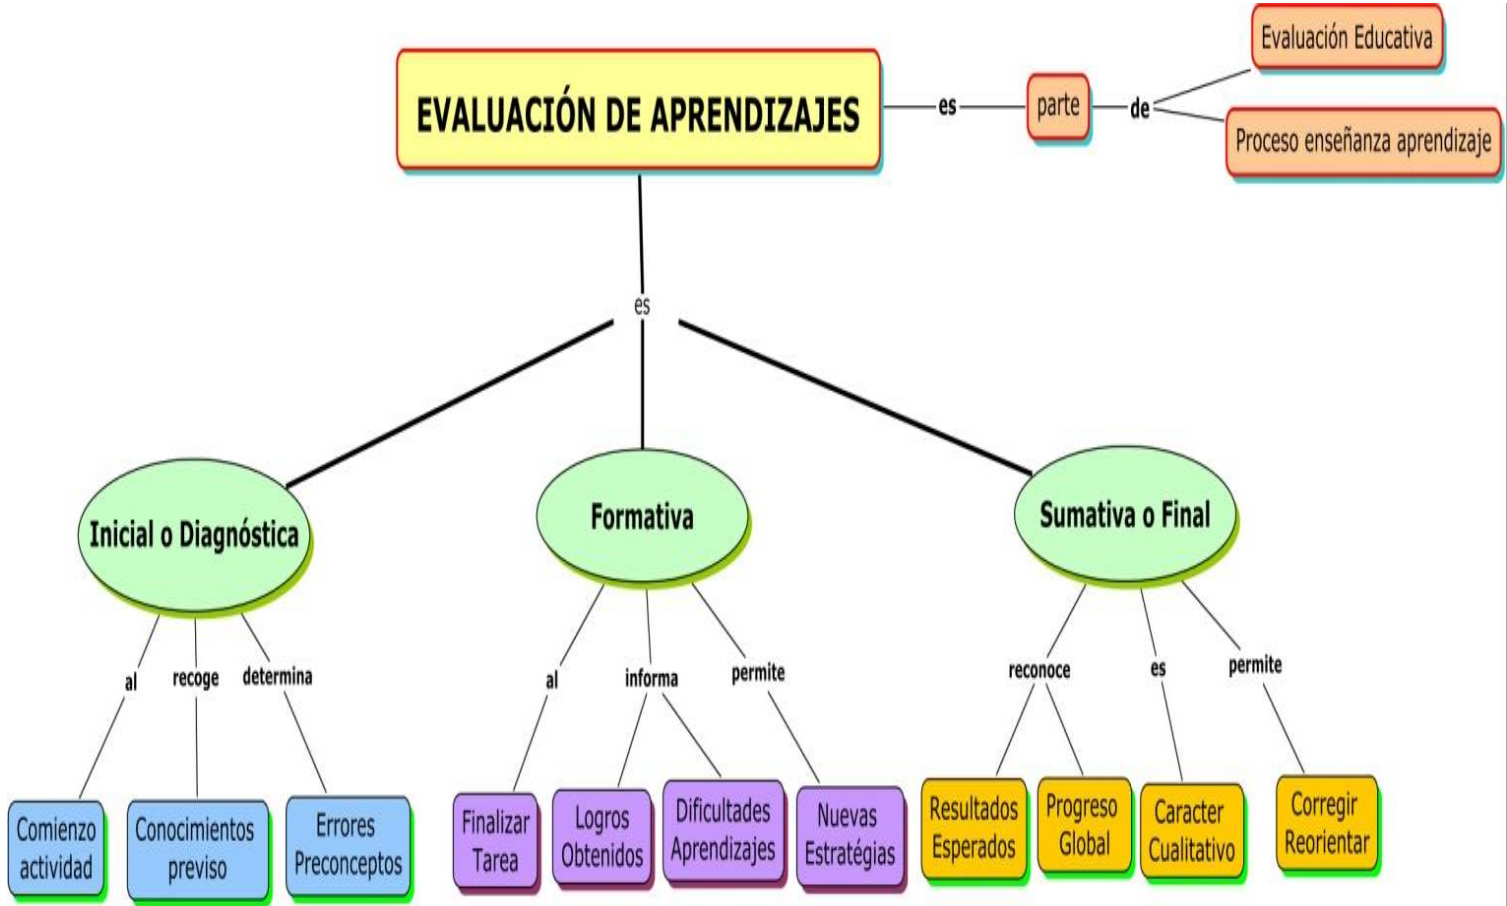 Evaluación Educativa
EVALUACIÓN DE APRENDIZAJES
es
parte
de
Proceso enseñanza aprendizaje
es
Inicial o Diagnóstica
Formativa
Sumativa o Final
al
recoge
determina
al
informa
permite
reconoce
es
permite
Comienzo
actividad
Conocimientos
previso
Errores
Preconceptos
Finalizar
Tarea
Logros
Obtenidos
Dificultades
Aprendizajes
Nuevas
Estratégias
Resultados
Esperados
Progreso
Global
Caracter
Cualitativo
Corregir
Reorientar